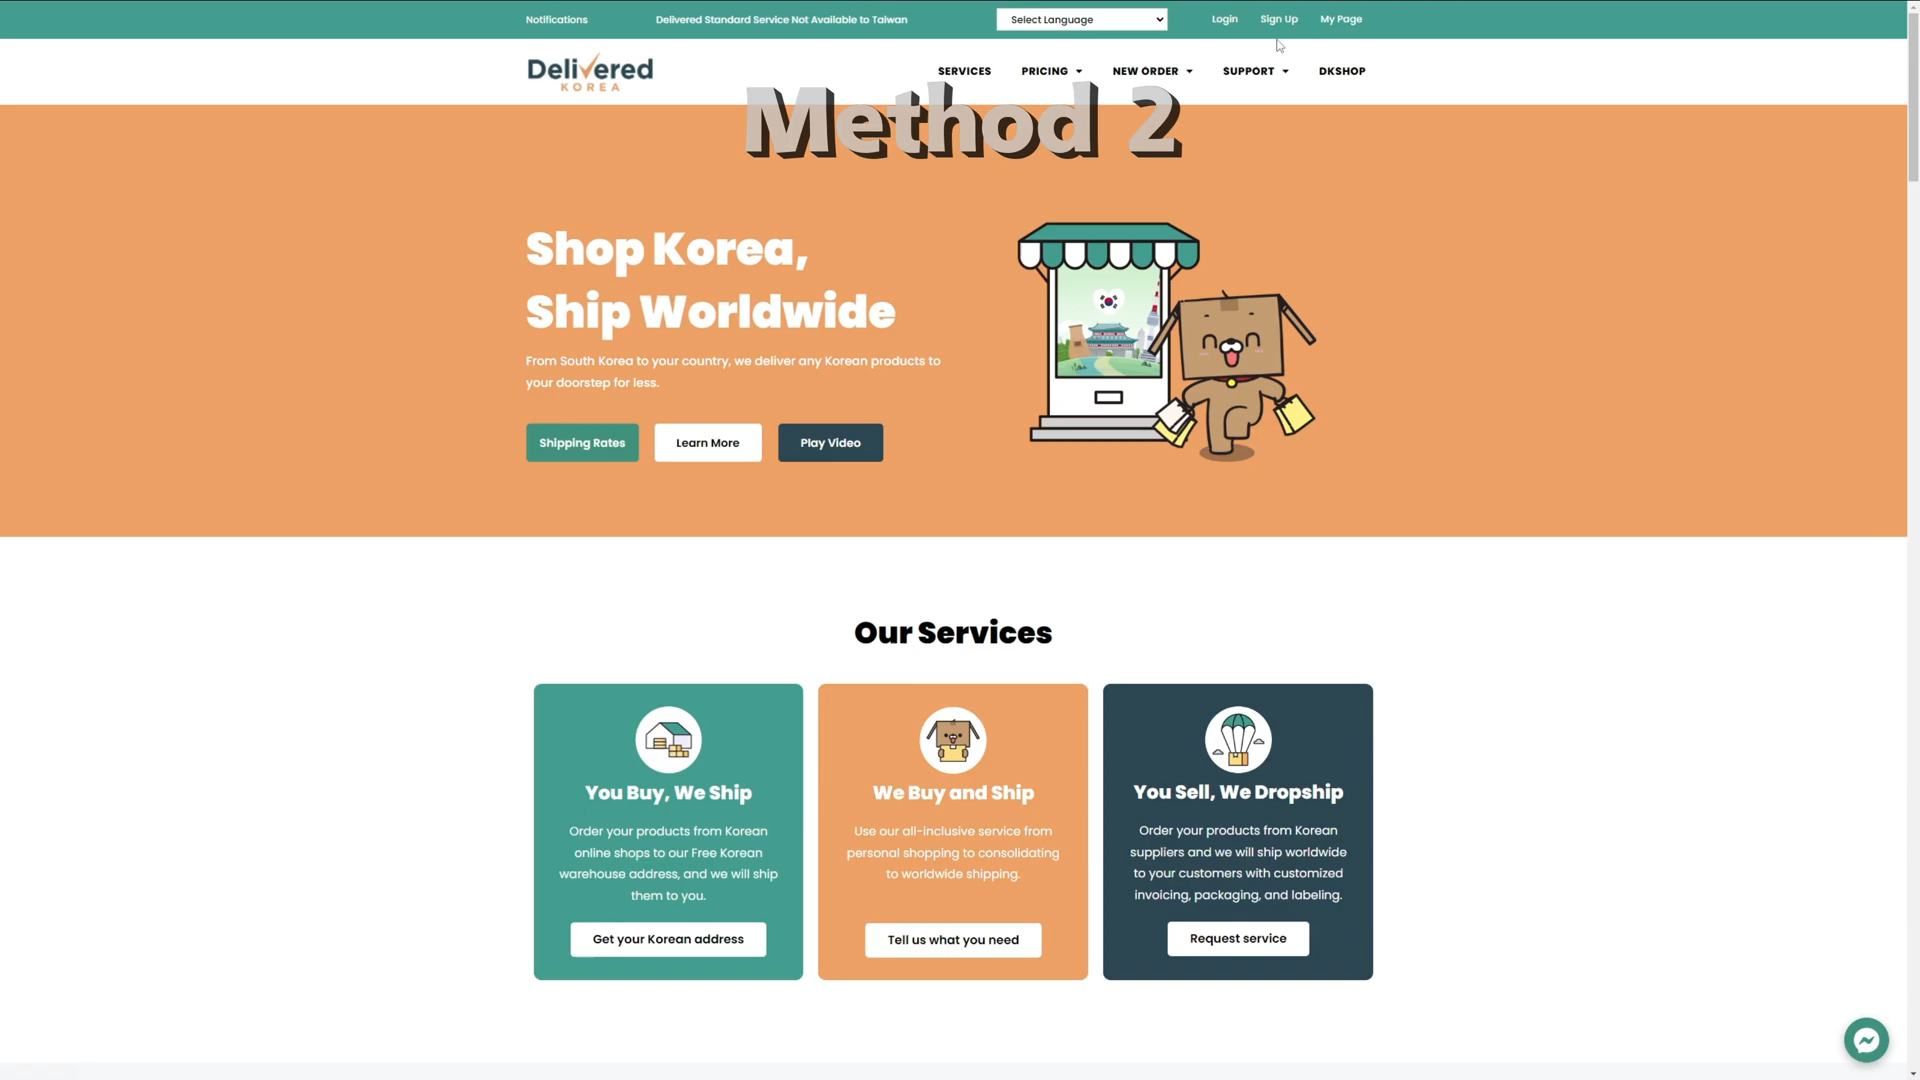 Notifications
Delivered Standard Service Not Available to Taiwan
Select Language
Login
Sign Up
My Page
Delivered
KOREA
SERVICES
PRICING
NEW ORDER
SUPPORT
DKSHOP
Method 2
Shop Korea,
Ship Worldwide
From South Korea to your country, we deliver any Korean products to
your doorstep for less.
Shipping Rates
Learn More
Play Video
Our Services
You Buy, We Ship
Order your products from Korean
online shops to our Free Korean
warehouse address, and we will ship
them to you.
Get your Korean address
We Buy and Ship
Use our all-inclusive service from
personal shopping to consolidating
to worldwide shipping.
Tell us what you need
You Sell, We Dropship
Order your products from Korean
suppliers and we will ship worldwide
to your customers with customized
invoicing, packaging, and labeling.
Request service